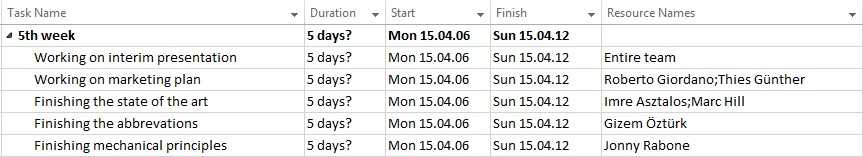 Task Name Duration Start Finish Resource Names
5th week 5 days? Mon 15.04.06 Sun 15.04.12
Working on interim presentation 5 days? Mon 15.04.06 Sun 15.04.12 Entire team
Working on marketing plan 5 days? Mon 15.04.06 Sun 15.04.12 Roberto Giordano;Thies Günther
Finishing the state of the art 5 days? Mon 15.04.06 Sun 15.04.12 Imre Asztalos;Marc Hill
Finishing the abbrevations 5 days? Mon 15.04.06 Sun 15.04.12 Gizem Öztürk
Finishing mechanical principles 5 days? Mon 15.04.06 Sun 15.04.12 Jonny Rabone